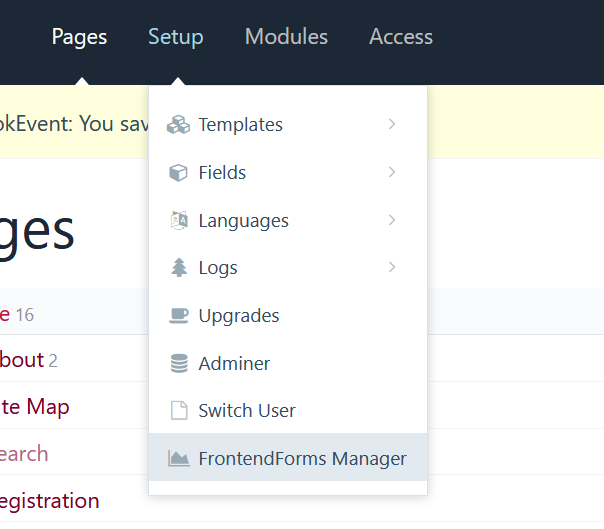 Pages Setup Modules Access
okEvent: You sav
Templates
Fields
Languages
ges
Logs
e 16
Upgrades
bout 2
Adminer
te Map
Switch User
earch
FrontendForms Manager
egistration